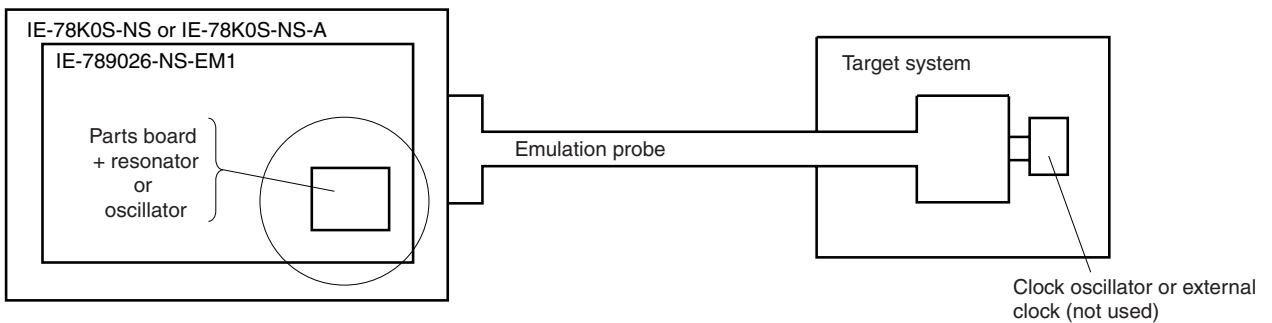 IE-78K0S-NS or IE-78K0S-NS-A
IE-789026-NS-EM1
Target system
Parts board
+ resonator
or
oscillator
Emulation probe
Clock oscillator or external
clock (not used)